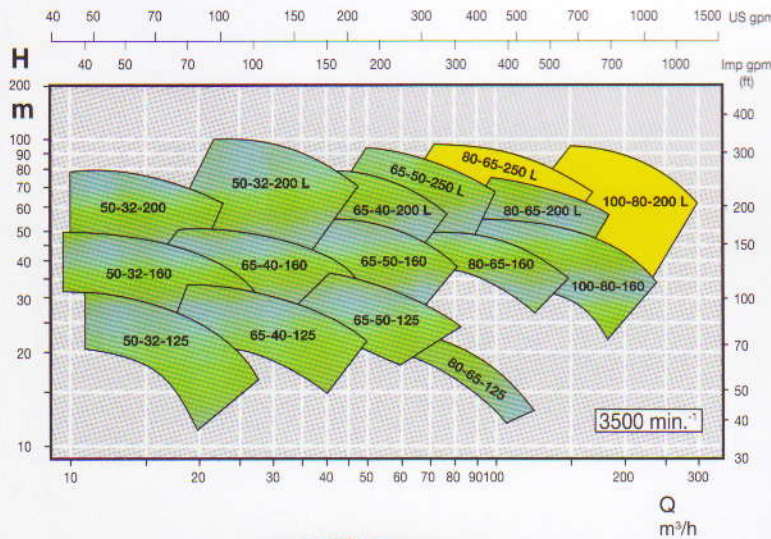 40 50 70 100 200 300 400 500 700 1000 1500 US gpm
40 50 70 100 200 300 400 500 1000 Imp gpm
(ft)
H
m
200
100
90
80
70
60
50
40
30
20
10
400
300
200
150
100
70
50
40
30
50-32-200
50-32-200 L
65-50-250 L
80-65-250 L
65-40-200 L
80-65-200 L
100-80-200 L
50-32-160
65-40-160
65-50-160
80-65-160
100-80-160
50-32-125
65-40-125
65-50-125
80-65-125
3500 min.⁻¹
10 20 30 40 50 60 70 80 90 100 200 300
Q
m³/h